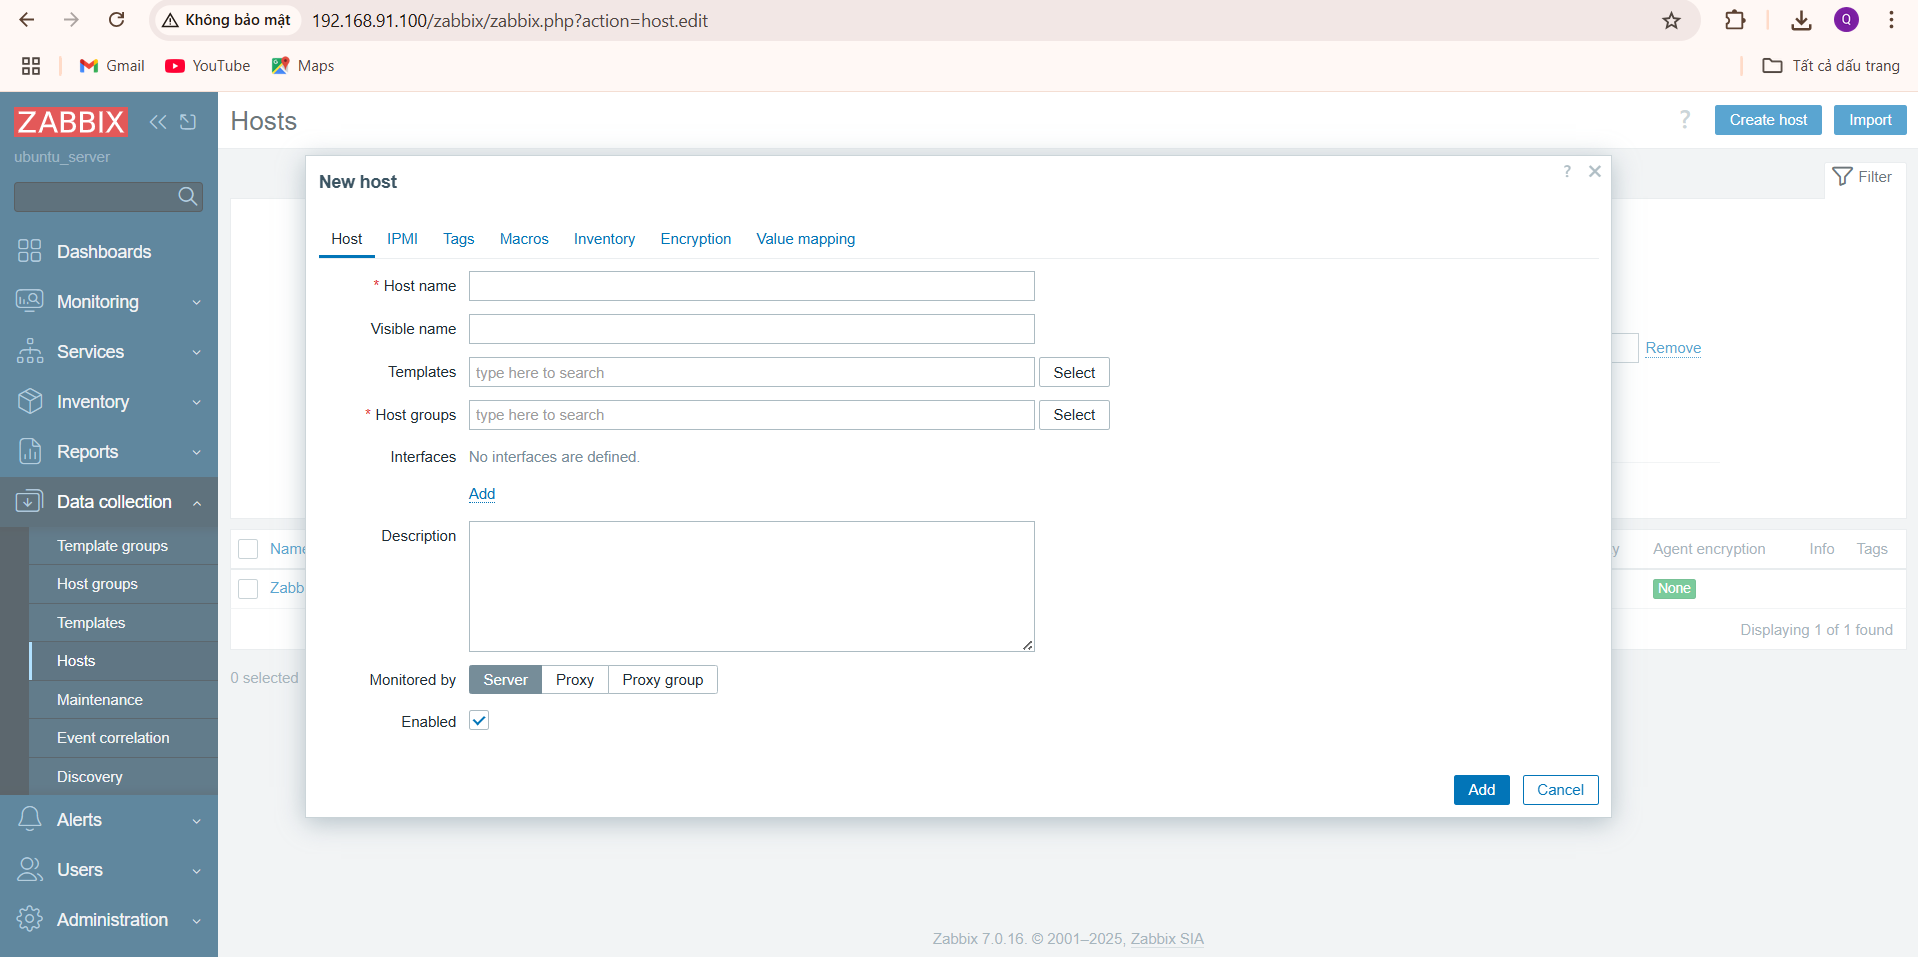 Không bảo mật 192.168.91.100/zabbix/zabbix.php?action=host.edit Q
Gmail YouTube Maps Tất cả dấu trang
ZABBIX
ubuntu_server
Dashboards
Monitoring
Services
Inventory
Reports
Data collection
Template groups
Host groups
Templates
Hosts
Maintenance
Event correlation
Discovery
Alerts
Users
Administration
Hosts ? Create host Import
Filter
Remove
New host ?
Host IPMI Tags Macros Inventory Encryption Value mapping
* Host name
Visible name
Templates type here to search Select
* Host groups type here to search Select
Interfaces No interfaces are defined.
Add
Description
Monitored by Server Proxy Proxy group
Enabled
Add Cancel
Name y Agent encryption Info Tags
Zabb None
Displaying 1 of 1 found
0 selected
Zabbix 7.0.16. © 2001–2025, Zabbix SIA